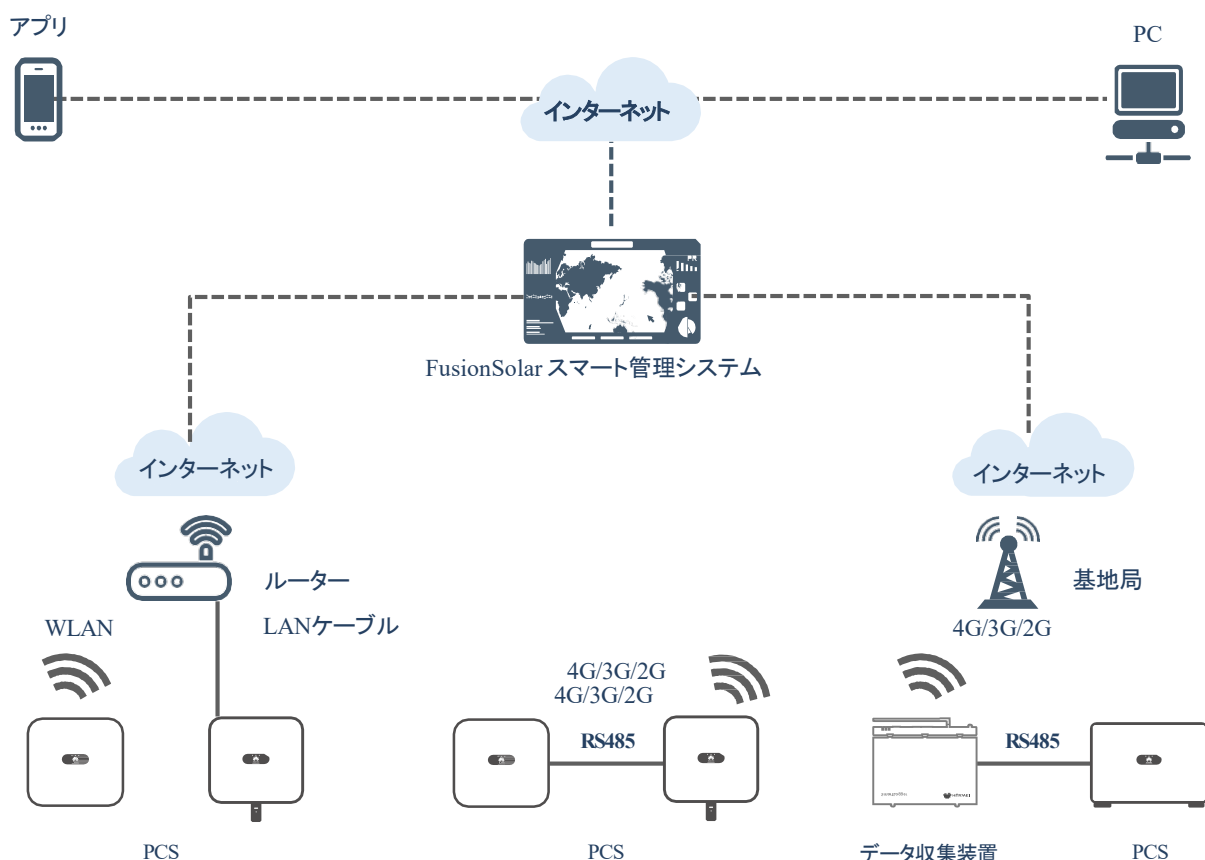 アプリ
PC
インターネット
FusionSolar スマート管理システム
インターネット
インターネット
ルーター
基地局
WLAN
LANケーブル
4G/3G/2G
4G/3G/2G
4G/3G/2G
RS485
RS485
PCS
PCS
データ収集装置
PCS